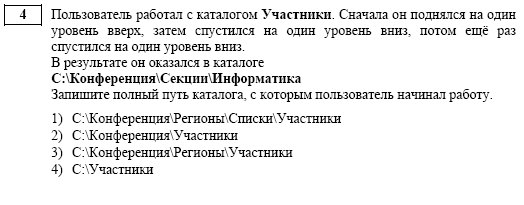 4 Пользователь работал с каталогом Участники. Сначала он поднялся на один
уровень вверх, затем спустился на один уровень вниз, потом ещё раз
спустился на один уровень вниз.
В результате он оказался в каталоге
C:\Конференция\Секции\Информатика
Запишите полный путь каталога, с которым пользователь начинал работу.
1) C:\Конференция\Регионы\Списки\Участники
2) C:\Конференция\Участники
3) C:\Конференция\Регионы\Участники
4) C:\Участники